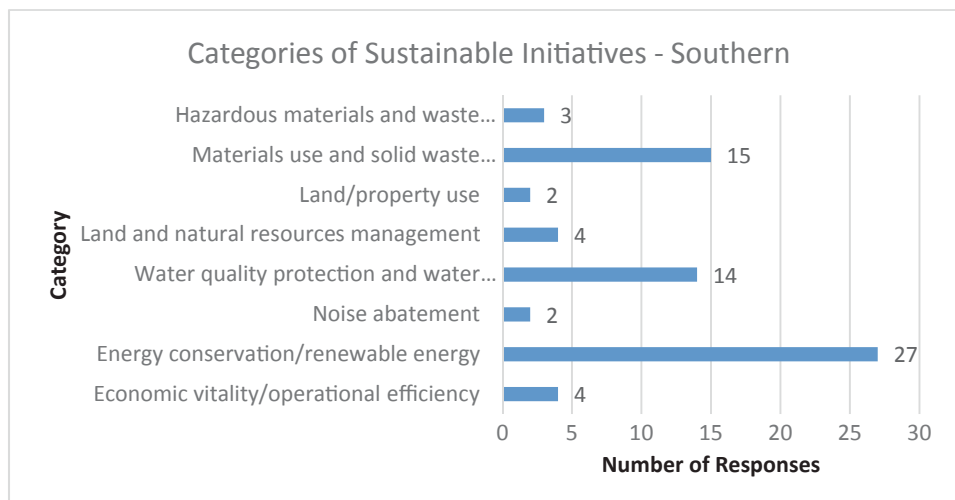 Categories of Sustainable Initiatives - Southern
Category
Hazardous materials and waste... 3
Materials use and solid waste... 15
Land/property use 2
Land and natural resources management 4
Water quality protection and water... 14
Noise abatement 2
Energy conservation/renewable energy 27
Economic vitality/operational efficiency 4
0 5 10 15 20 25 30
Number of Responses